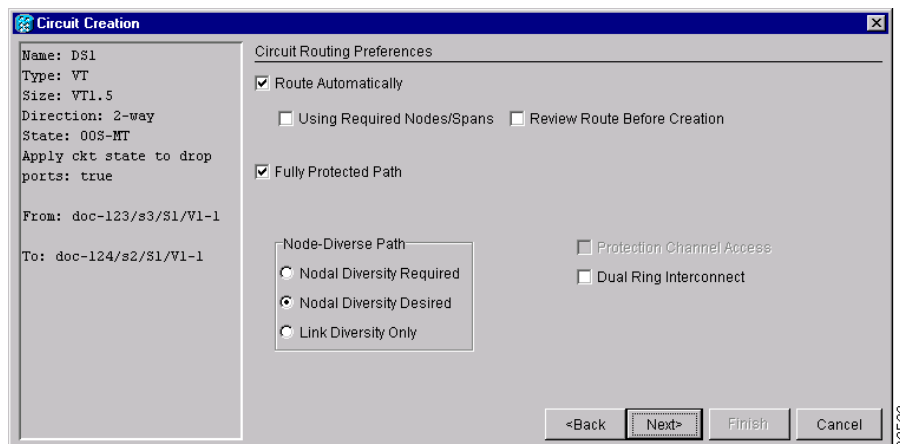 Circuit Creation
Name: DS1
Type: VT
Size: VT1.5
Direction: 2-way
State: OOS-MT
Apply ckt state to drop
ports: true
From: doc-123/s3/S1/V1-1
To: doc-124/s2/S1/V1-1
Circuit Routing Preferences
Route Automatically
Using Required Nodes/Spans Review Route Before Creation
Fully Protected Path
Node-Diverse Path
Nodal Diversity Required
Nodal Diversity Desired
Link Diversity Only
Protection Channel Access
Dual Ring Interconnect
<Back Next> Finish Cancel